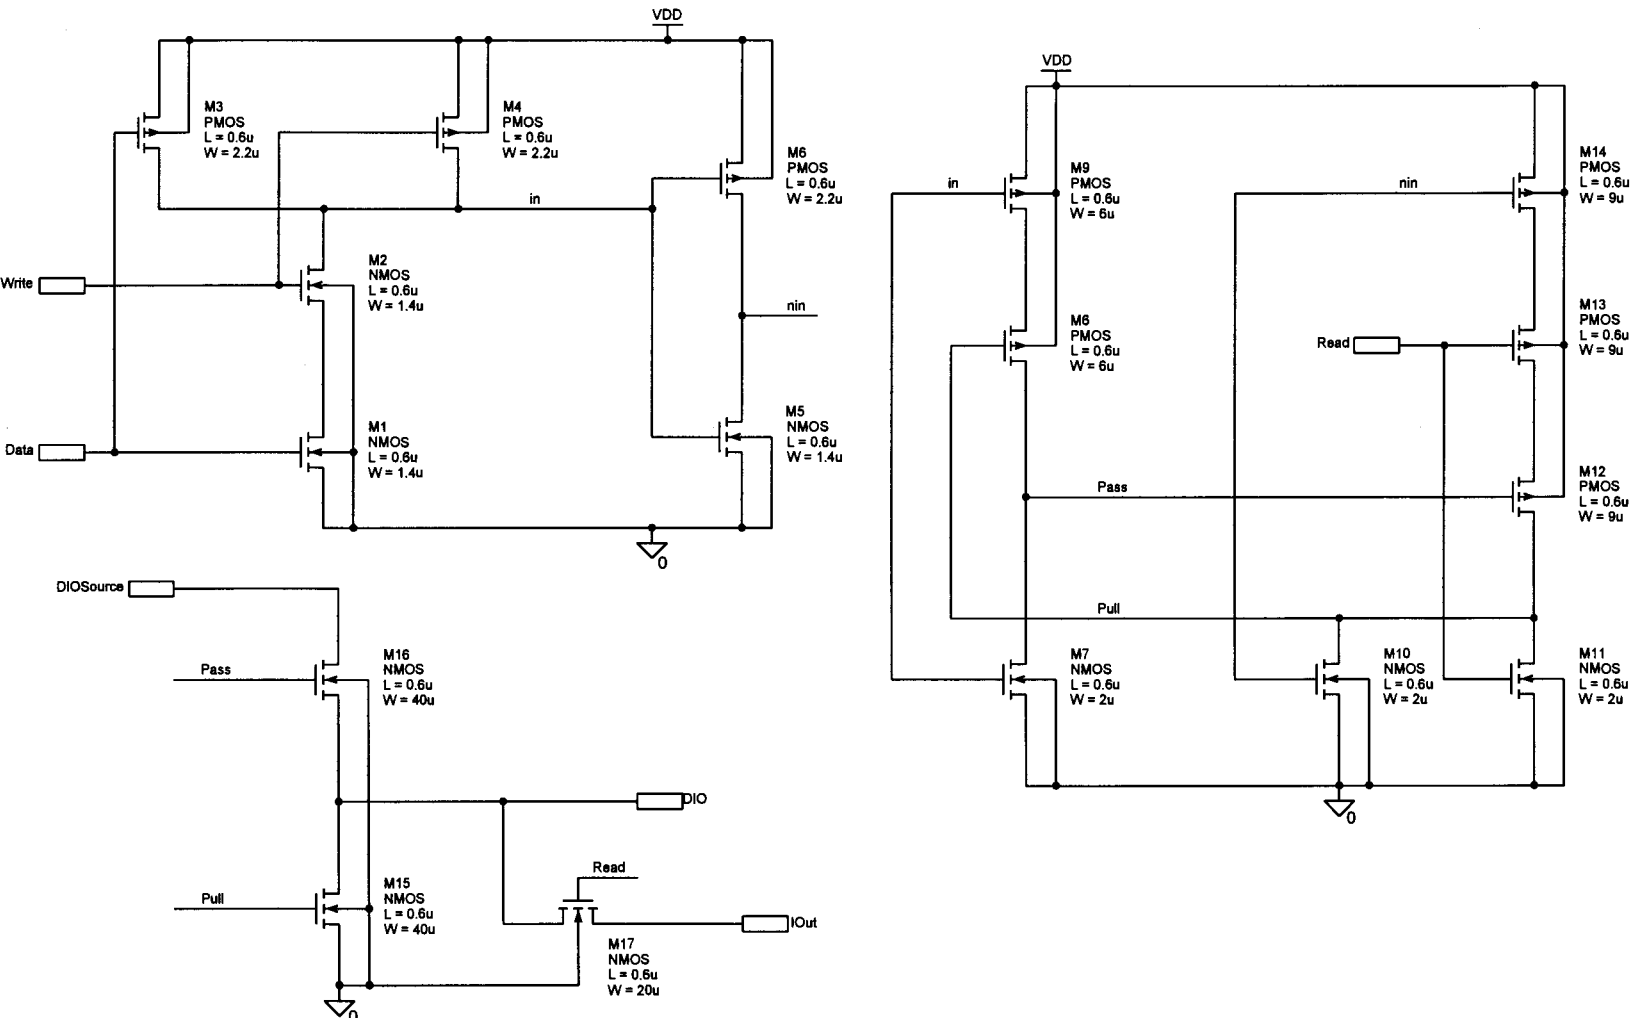 VDD
M3
PMOS
L = 0.6u
W = 2.2u
M4
PMOS
L = 0.6u
W = 2.2u
M6
PMOS
L = 0.6u
W = 2.2u
in
M2
NMOS
L = 0.6u
W = 1.4u
Write
nin
M1
NMOS
L = 0.6u
W = 1.4u
Data
M5
NMOS
L = 0.6u
W = 1.4u
0
DIOSource
M16
NMOS
L = 0.6u
W = 40u
Pass
DIO
M15
NMOS
L = 0.6u
W = 40u
Pull
Read
IOut
M17
NMOS
L = 0.6u
W = 20u
0
VDD
M9
PMOS
L = 0.6u
W = 6u
in
M14
PMOS
L = 0.6u
W = 9u
nin
M6
PMOS
L = 0.6u
W = 6u
M13
PMOS
L = 0.6u
W = 9u
Read
M12
PMOS
L = 0.6u
W = 9u
Pass
Pull
M7
NMOS
L = 0.6u
W = 2u
M10
NMOS
L = 0.6u
W = 2u
M11
NMOS
L = 0.6u
W = 2u
0